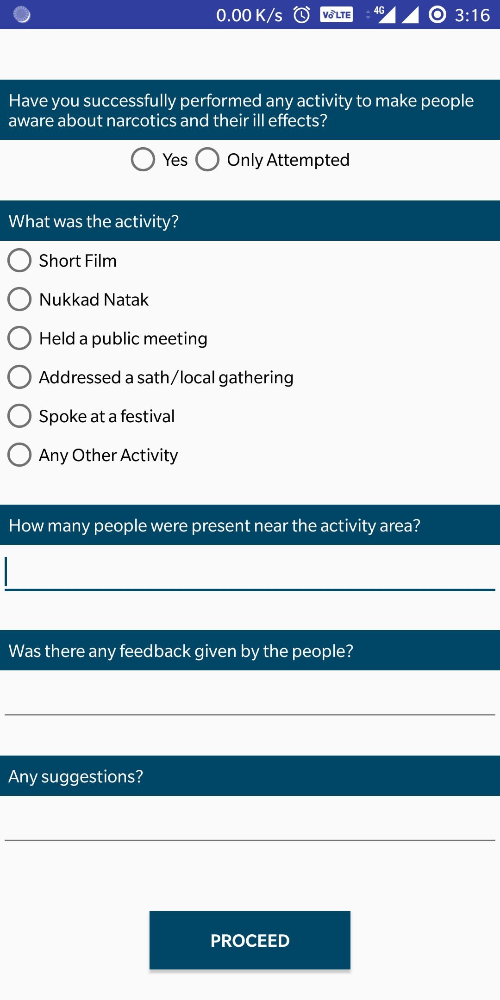 0.00 K/s VoLTE 4G 3:16
Have you successfully performed any activity to make people
aware about narcotics and their ill effects?
Yes Only Attempted
What was the activity?
Short Film
Nukkad Natak
Held a public meeting
Addressed a sath/local gathering
Spoke at a festival
Any Other Activity
How many people were present near the activity area?
Was there any feedback given by the people?
Any suggestions?
PROCEED